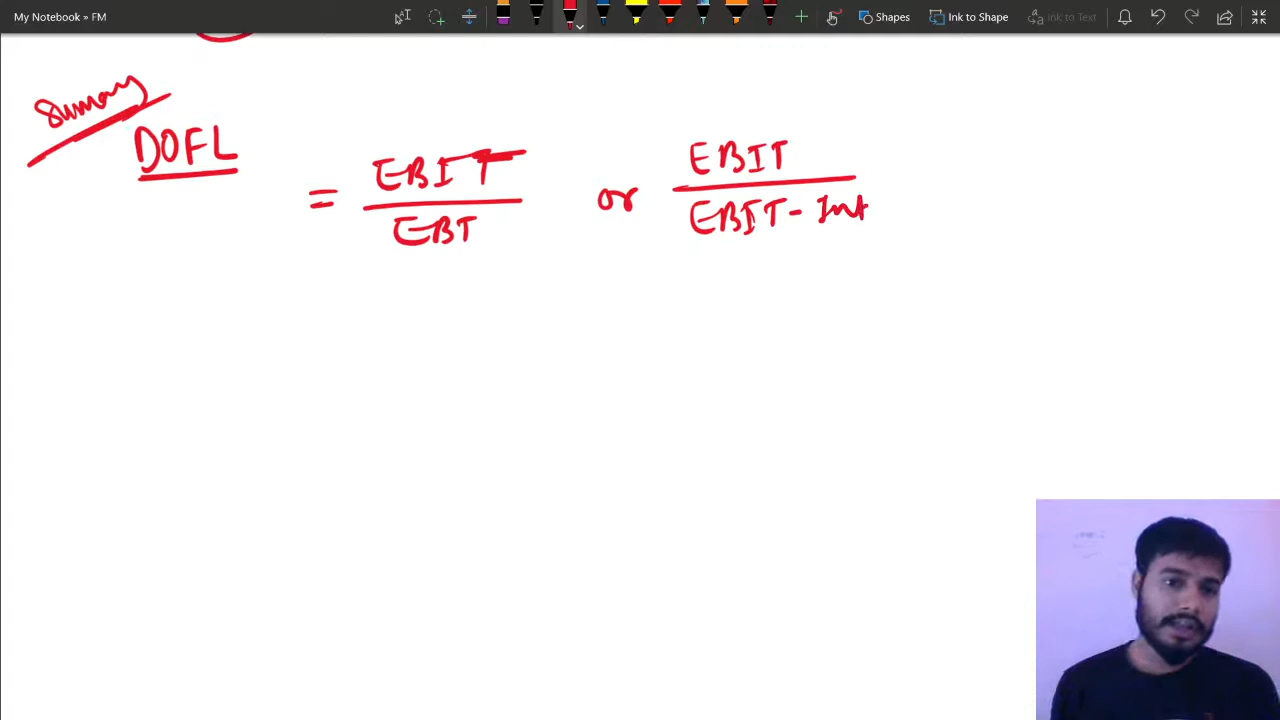 My Notebook » FM
Shapes
Ink to Shape
Ink to Text
Summary
DOFL
= EBIT / EBT or EBIT / EBIT - Int